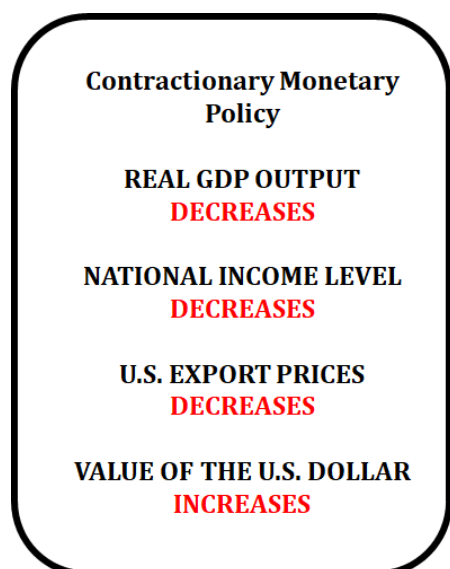 Contractionary Monetary
Policy
REAL GDP OUTPUT
DECREASES
NATIONAL INCOME LEVEL
DECREASES
U.S. EXPORT PRICES
DECREASES
VALUE OF THE U.S. DOLLAR
INCREASES